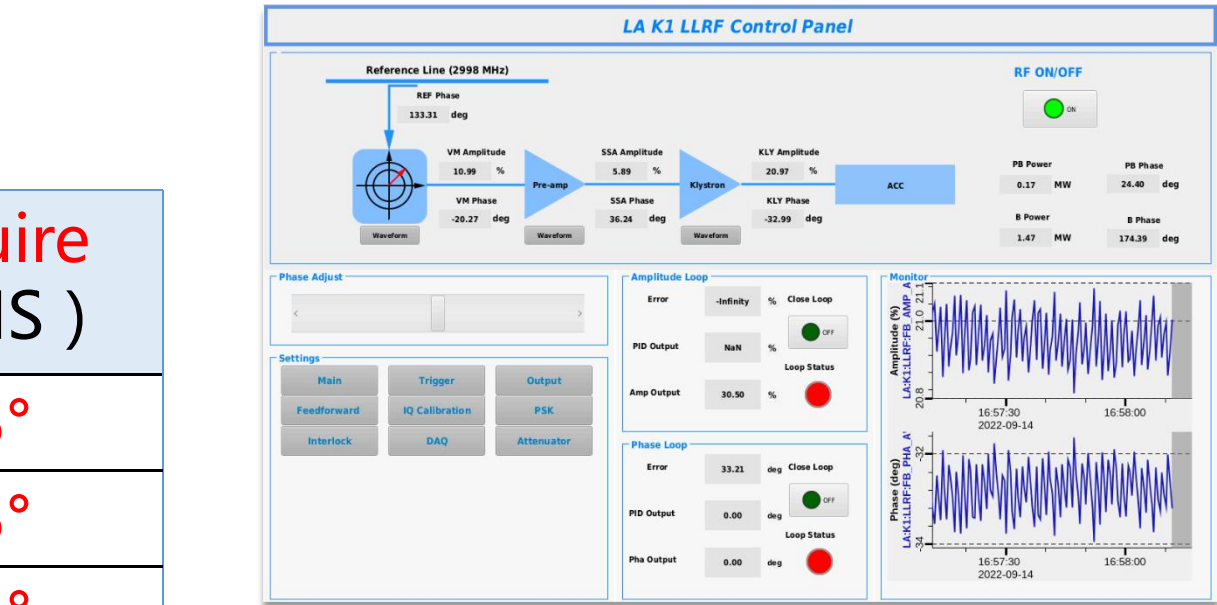 LA K1 LLRF Control Panel
Reference Line (2998 MHz)
RF ON/OFF
REF Phase
133.31 deg
ON
VM Amplitude
10.99 %
SSA Amplitude
5.89 %
KLY Amplitude
20.97 %
Pre-amp
Klystron
ACC
VM Phase
-20.27 deg
SSA Phase
36.24 deg
KLY Phase
-32.99 deg
Waveform
Waveform
Waveform
PB Power
0.17 MW
PB Phase
24.40 deg
B Power
1.47 MW
B Phase
174.39 deg
Phase Adjust
Settings
Main Trigger Output
Feedforward IQ Calibration PSK
Interlock DAQ Attenuator
Amplitude Loop
Error -Infinity %
Close Loop
OFF
PID Output NaN %
Loop Status
Amp Output 30.50 %
Phase Loop
Error 33.21 deg
Close Loop
OFF
PID Output 0.00 deg
Loop Status
Pha Output 0.00 deg
Monitor
Amplitude (%)
LA:K1:LLRF:FB_AMP_A
21.1
21.0
20.8
16:57:30 16:58:00
2022-09-14
Phase (deg)
LA:K1:LLRF:FB_PHA_A
-32
-34
16:57:30 16:58:00
2022-09-14